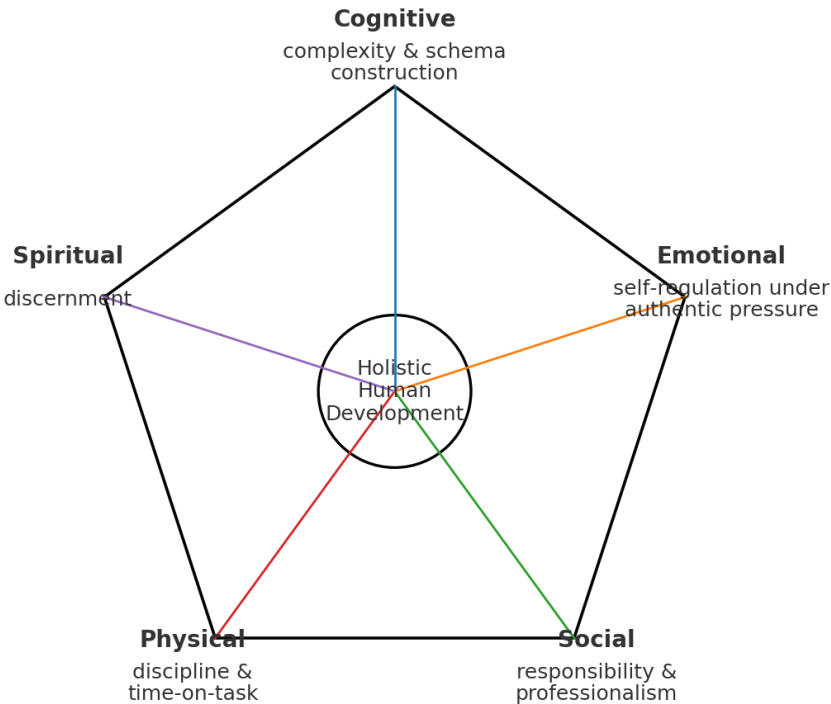 Cognitive
complexity & schema
construction
Spiritual
discernment
Emotional
self-regulation under
authentic pressure
Holistic
Human
Development
Physical
discipline &
time-on-task
Social
responsibility &
professionalism